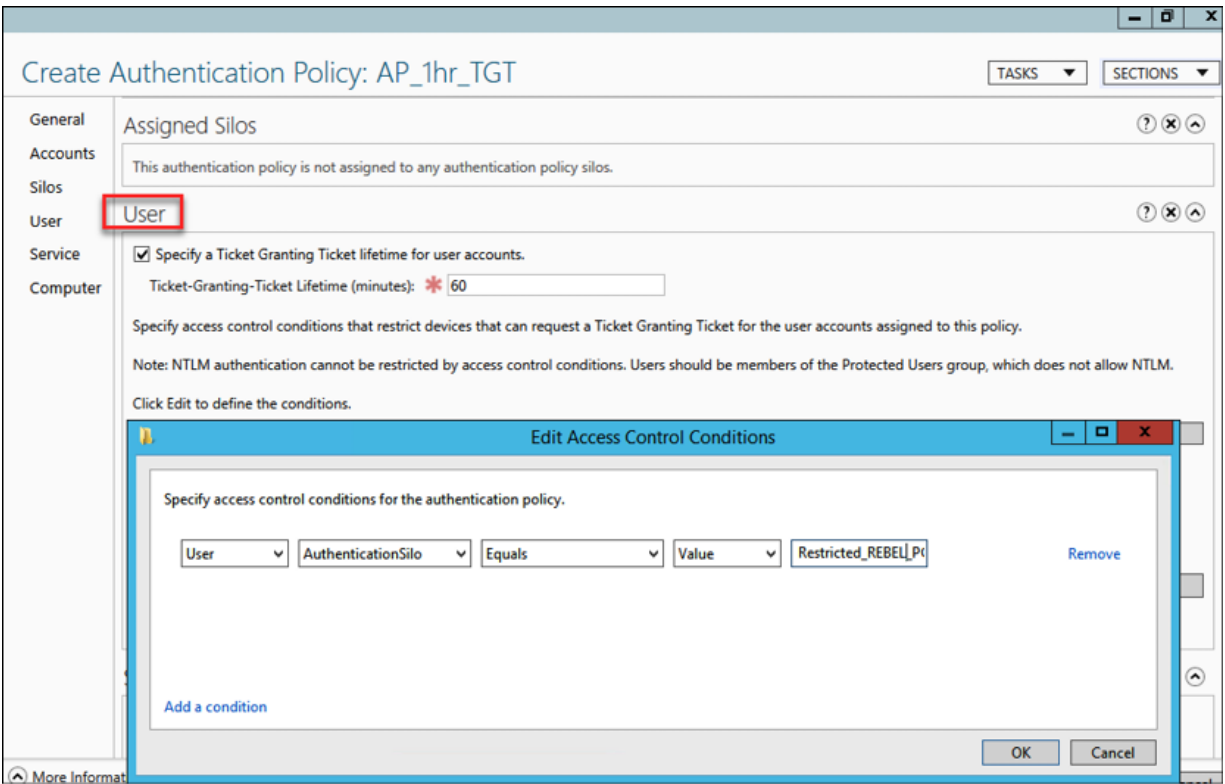 Create Authentication Policy: AP_1hr_TGT
TASKS
SECTIONS
General
Accounts
Silos
User
Service
Computer
Assigned Silos
This authentication policy is not assigned to any authentication policy silos.
User
Specify a Ticket Granting Ticket lifetime for user accounts.
Ticket-Granting-Ticket Lifetime (minutes): * 60
Specify access control conditions that restrict devices that can request a Ticket Granting Ticket for the user accounts assigned to this policy.
Note: NTLM authentication cannot be restricted by access control conditions. Users should be members of the Protected Users group, which does not allow NTLM.
Click Edit to define the conditions.
Edit Access Control Conditions
Specify access control conditions for the authentication policy.
User AuthenticationSilo Equals Value Restricted_REBEL_P Remove
Add a condition
OK Cancel
More